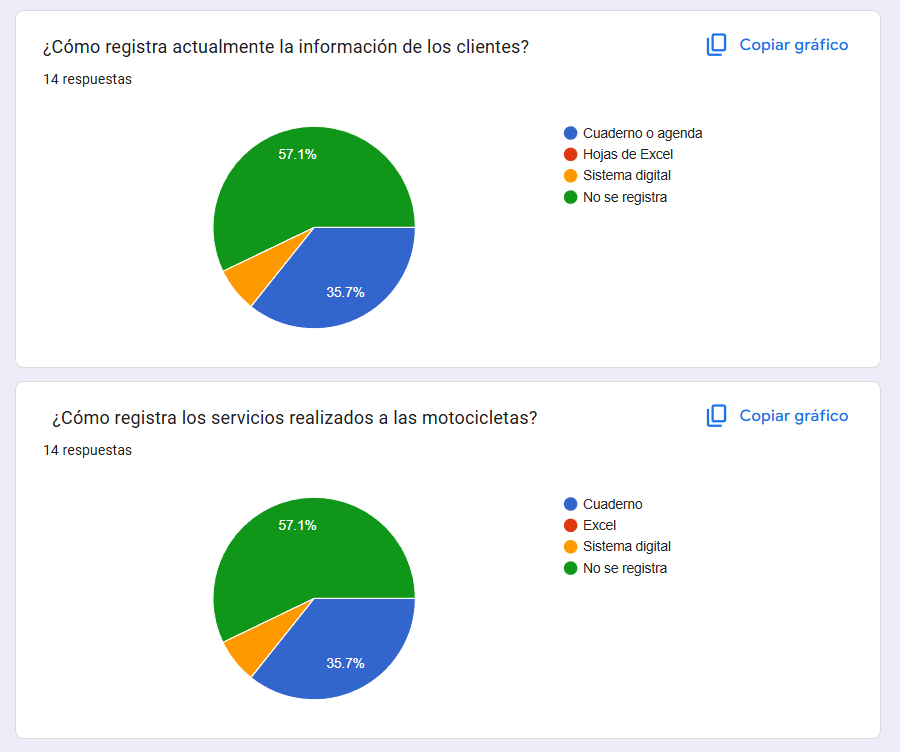 ¿Cómo registra actualmente la información de los clientes?
Copiar gráfico
14 respuestas
57.1%
35.7%
Cuaderno o agenda
Hojas de Excel
Sistema digital
No se registra
¿Cómo registra los servicios realizados a las motocicletas?
Copiar gráfico
14 respuestas
57.1%
35.7%
Cuaderno
Excel
Sistema digital
No se registra